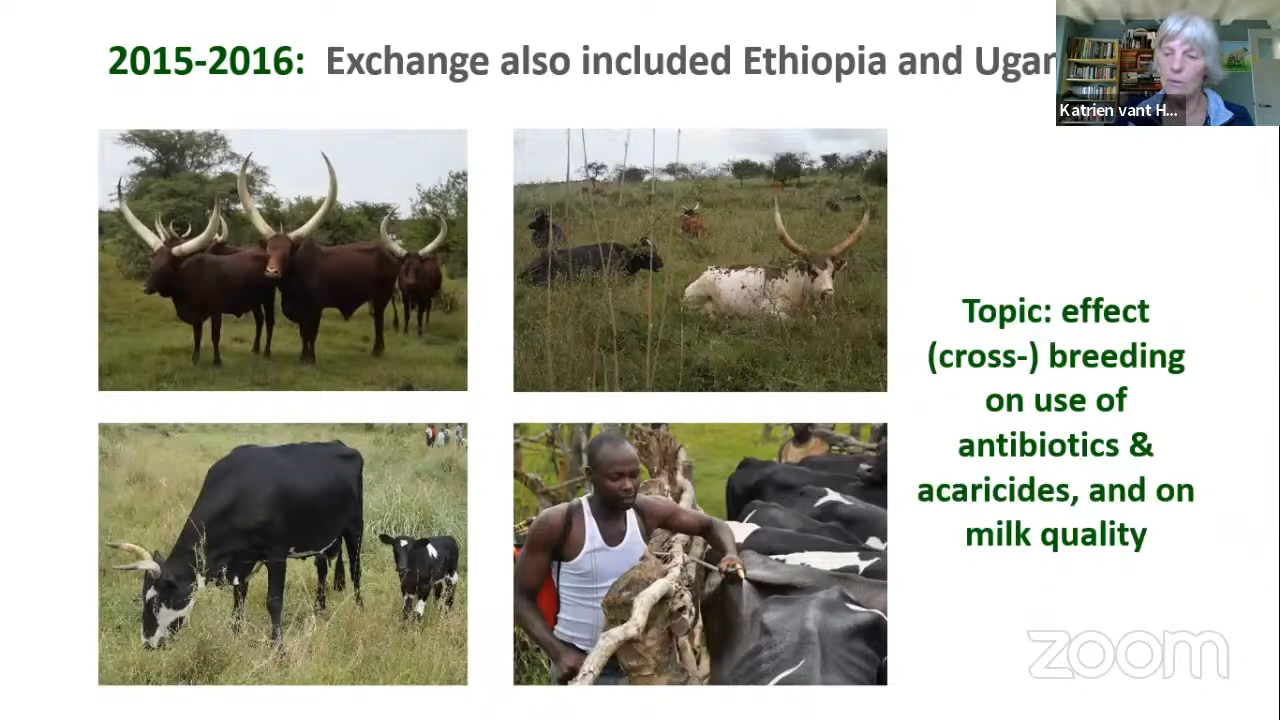 2015-2016: Exchange also included Ethiopia and
Katrien vant H...
Topic: effect
(cross-) breeding
on use of
antibiotics &
acaricides, and on
milk quality
zoom